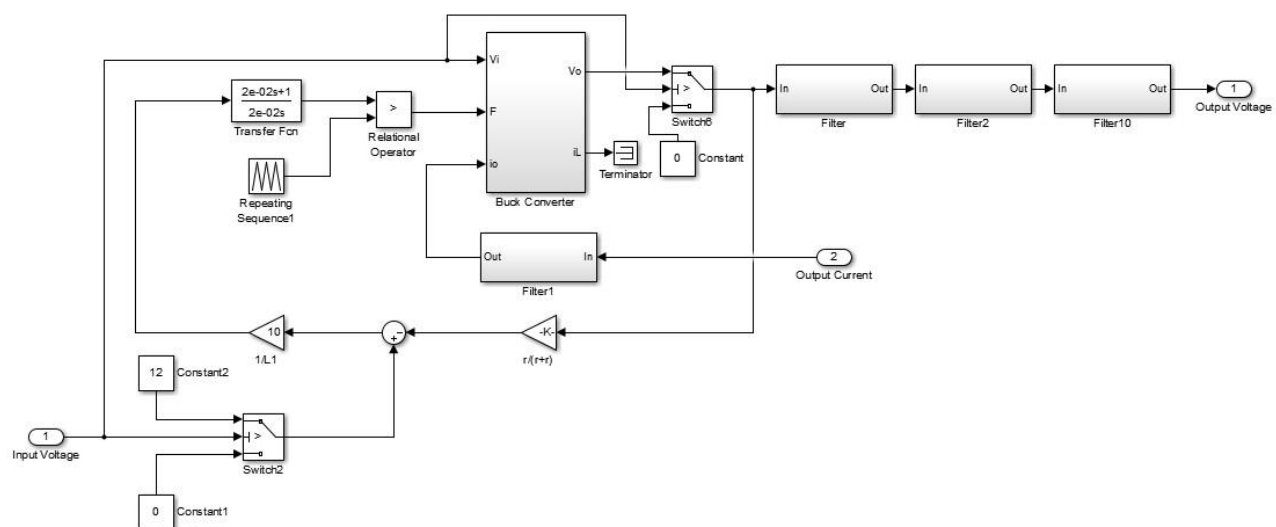 Vi
Vo
F
iL
io
Buck Converter
2e-02s+1
2e-02s
Transfer Fcn
>
Relational
Operator
Repeating
Sequence1
>
Switch6
0
Constant
Terminator
In
Out
Filter
In
Out
Filter2
In
Out
Filter10
1
Output Voltage
Out
In
Filter1
2
Output Current
10
1/L1
-
+
-K-
r/(r+r)
12
Constant2
1
Input Voltage
>
Switch2
0
Constant1